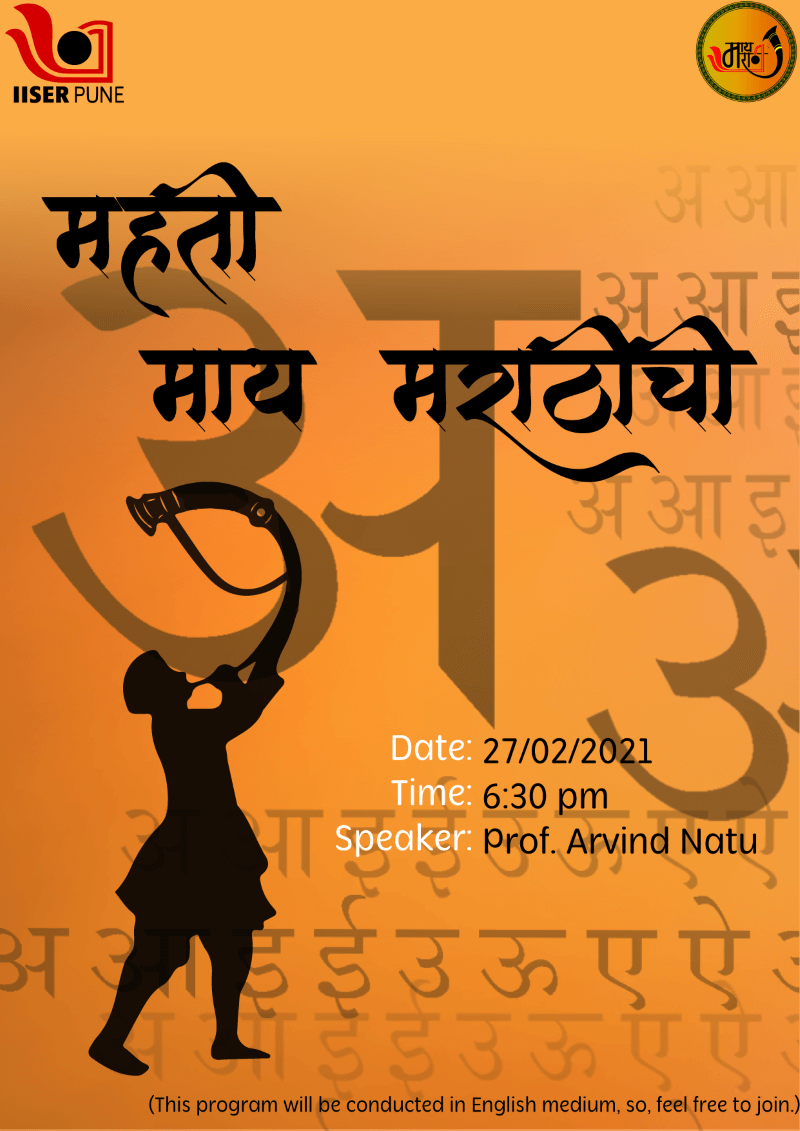 IISER PUNE
माय
मराठी
महती
माय मराठीची
अ आ
अ आ इ
अ आ इ
अ आ इ
अ
Date: 27/02/2021
Time: 6:30 pm
Speaker: Prof. Arvind Natu
अ आ इ ई उ ऊ ए ऐ
अ आ इ ई उ ऊ ए ऐ
अ आ इ ई उ ऊ ए ऐ
(This program will be conducted in English medium, so, feel free to join.)